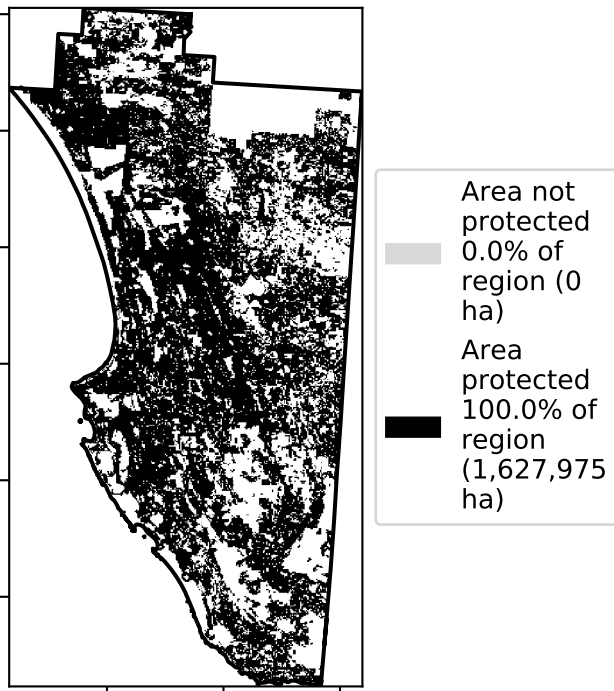 Area not
protected
0.0% of
region (0
ha)
Area
protected
100.0% of
region
(1,627,975
ha)